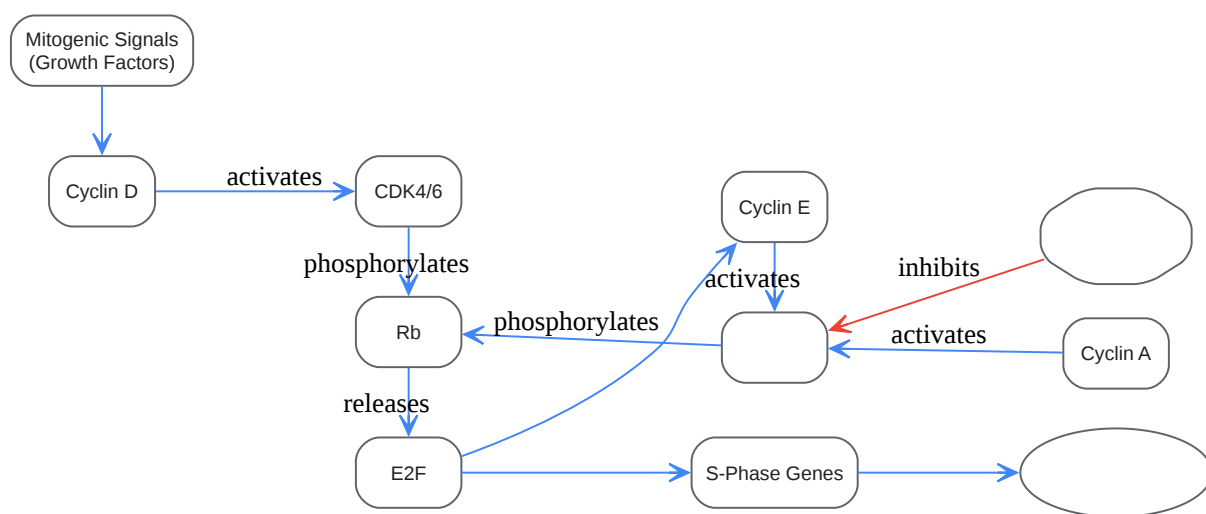 Mitogenic Signals
(Growth Factors)
Cyclin D
activates
CDK4/6
Cyclin E
phosphorylates
activates
inhibits
Rb
phosphorylates
activates
Cyclin A
releases
E2F
S-Phase Genes